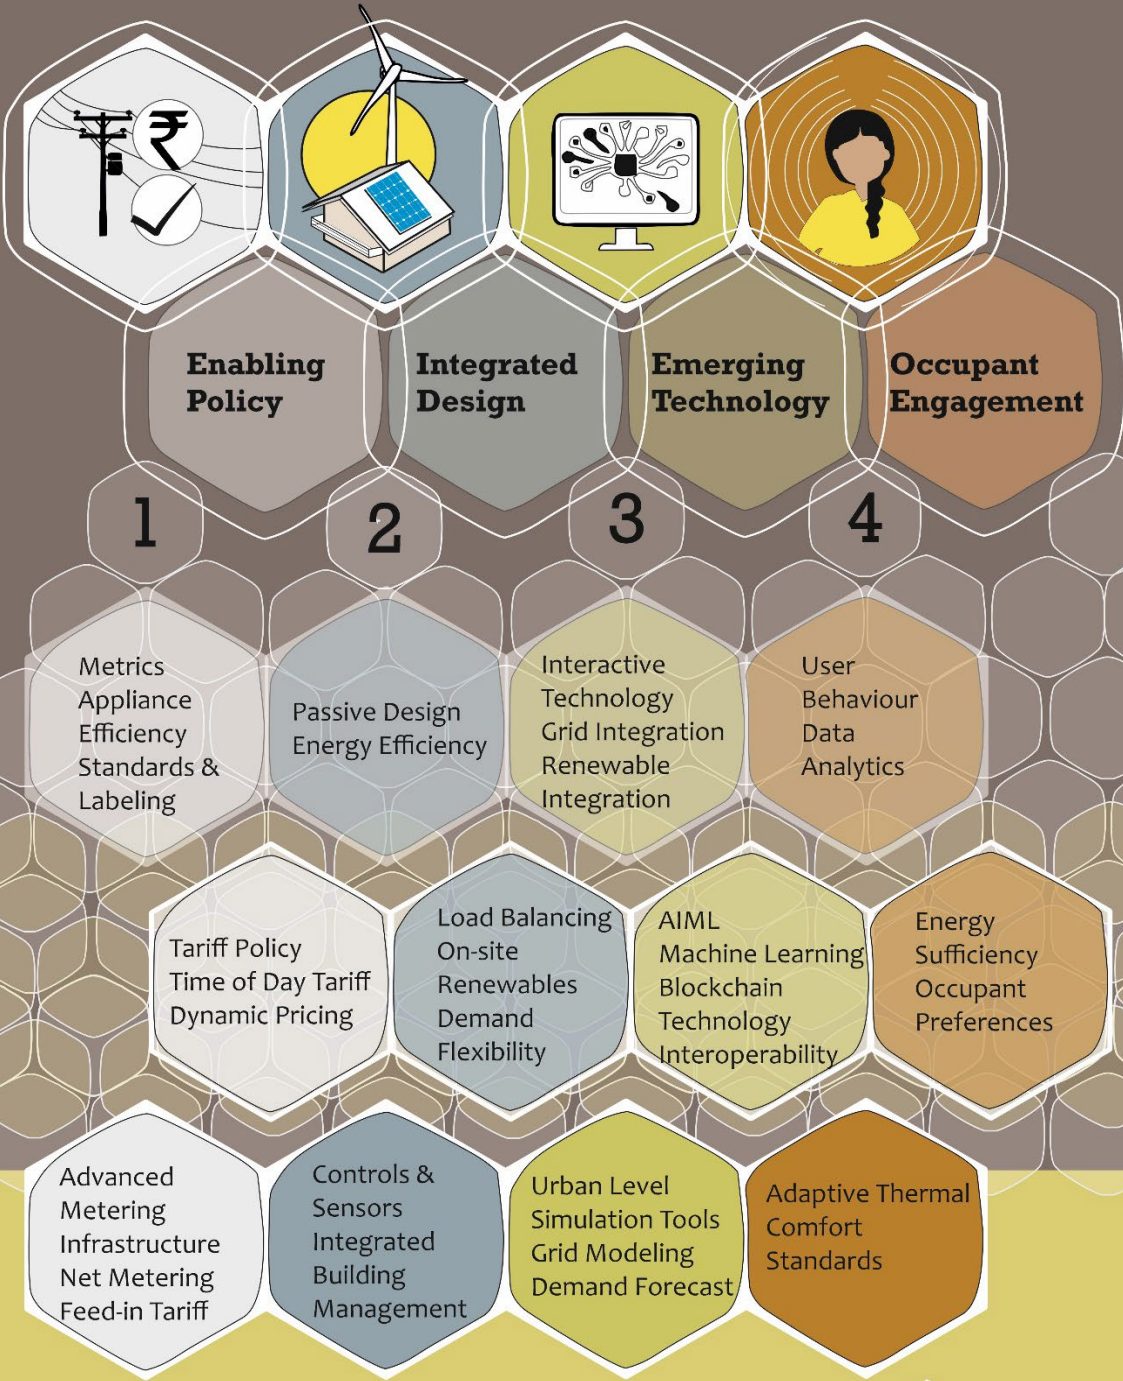 ₹
Enabling
Policy
Integrated
Design
Emerging
Technology
Occupant
Engagement
1
2
3
4
Metrics
Appliance
Efficiency
Standards &
Labeling
Passive Design
Energy Efficiency
Interactive
Technology
Grid Integration
Renewable
Integration
User
Behaviour
Data
Analytics
Tariff Policy
Time of Day Tariff
Dynamic Pricing
Load Balancing
On-site
Renewables
Demand
Flexibility
AIML
Machine Learning
Blockchain
Technology
Interoperability
Energy
Sufficiency
Occupant
Preferences
Advanced
Metering
Infrastructure
Net Metering
Feed-in Tariff
Controls &
Sensors
Integrated
Building
Management
Urban Level
Simulation Tools
Grid Modeling
Demand Forecast
Adaptive Thermal
Comfort
Standards